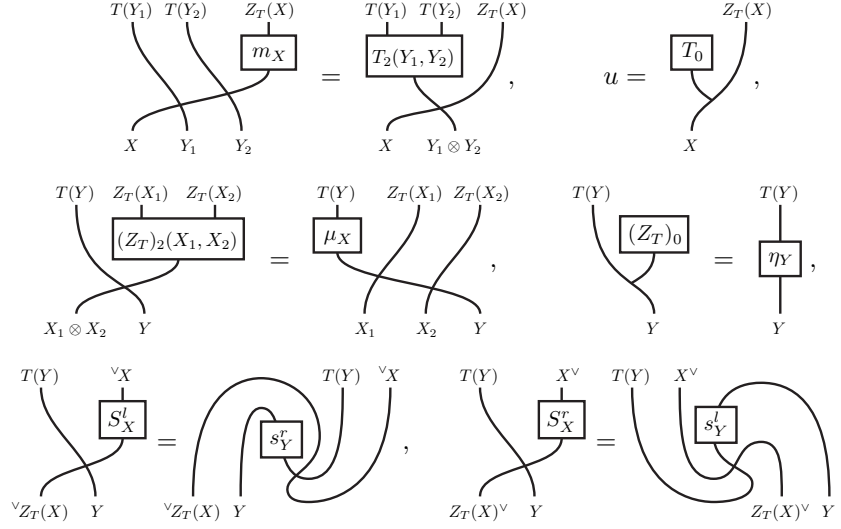 T(Y₁) T(Y₂) Z_T(X) T(Y₁) T(Y₂) Z_T(X) Z_T(X)
m_X = T₂(Y₁, Y₂) , u = T₀ ,
X Y₁ Y₂ X Y₁ ⊗ Y₂ X
T(Y) Z_T(X₁) Z_T(X₂) T(Y) Z_T(X₁) Z_T(X₂) T(Y) T(Y)
(Z_T)₂(X₁, X₂) = μ_X , (Z_T)₀ = η_Y ,
X₁ ⊗ X₂ Y X₁ X₂ Y Y Y
T(Y) ^∨X T(Y) ^∨X T(Y) X^∨ T(Y) X^∨
S^l_X = s^r_Y , S^r_X = s^l_Y
^∨Z_T(X) Y ^∨Z_T(X) Y Z_T(X)^∨ Y Z_T(X)^∨ Y